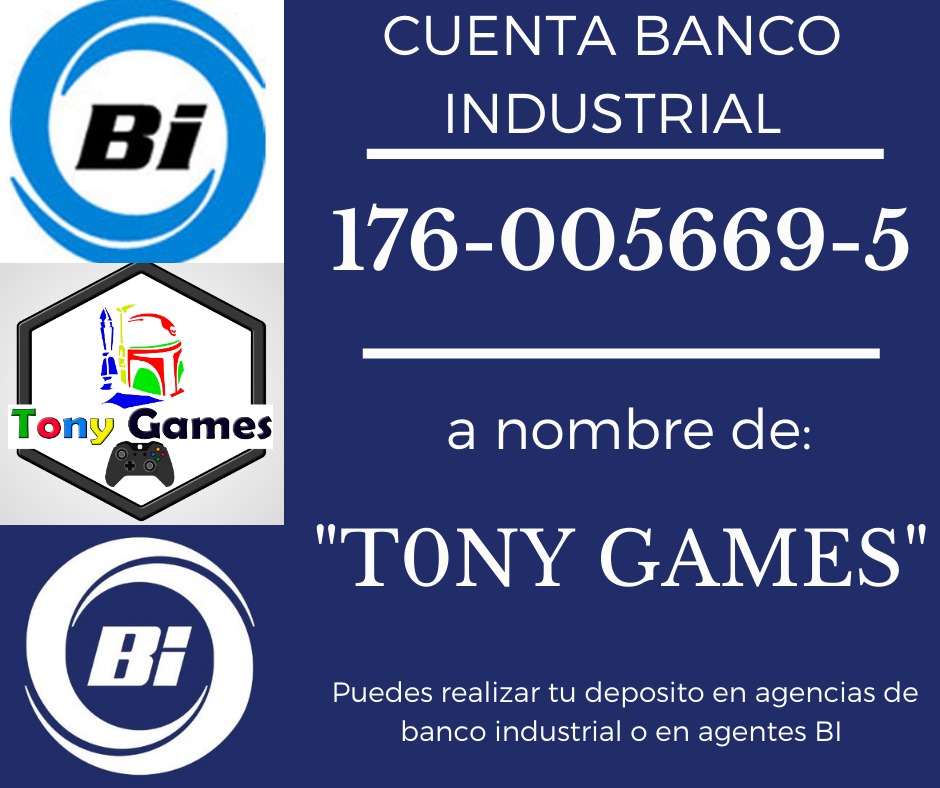 Bi
CUENTA BANCO
INDUSTRIAL
176-005669-5
Tony Games
a nombre de:
"T0NY GAMES"
Bi
Puedes realizar tu deposito en agencias de
banco industrial o en agentes BI